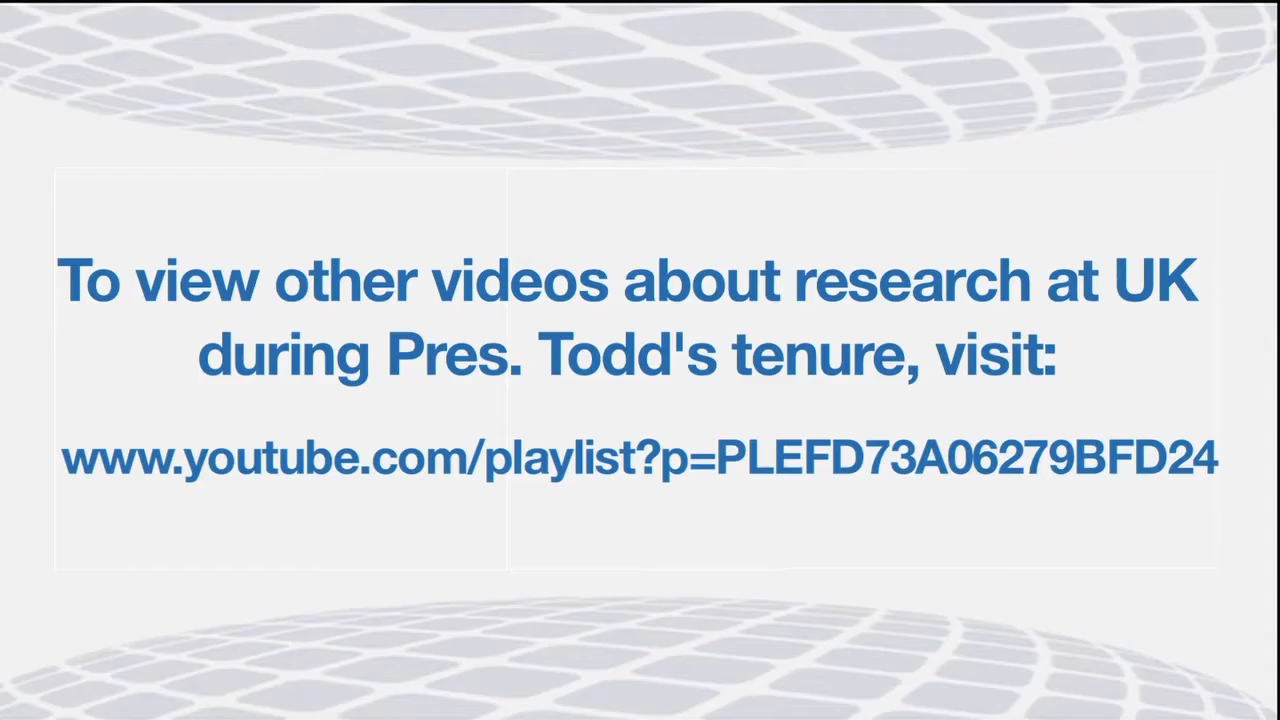 To view other videos about research at UK
during Pres. Todd's tenure, visit:
www.youtube.com/playlist?p=PLEFD73A06279BFD24